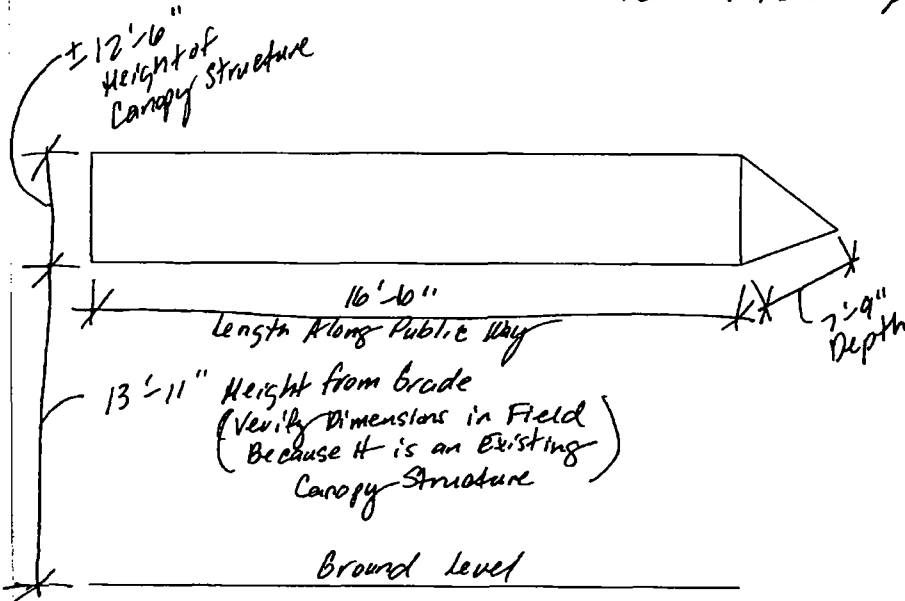 ± 12'-6"
Height of
Canopy Structure
16'-6"
Length Along Public Way
7'-9"
Depth
13'-11" Height from Grade
(Verify Dimensions in Field
Because It is an Existing
Canopy Structure)
Ground Level